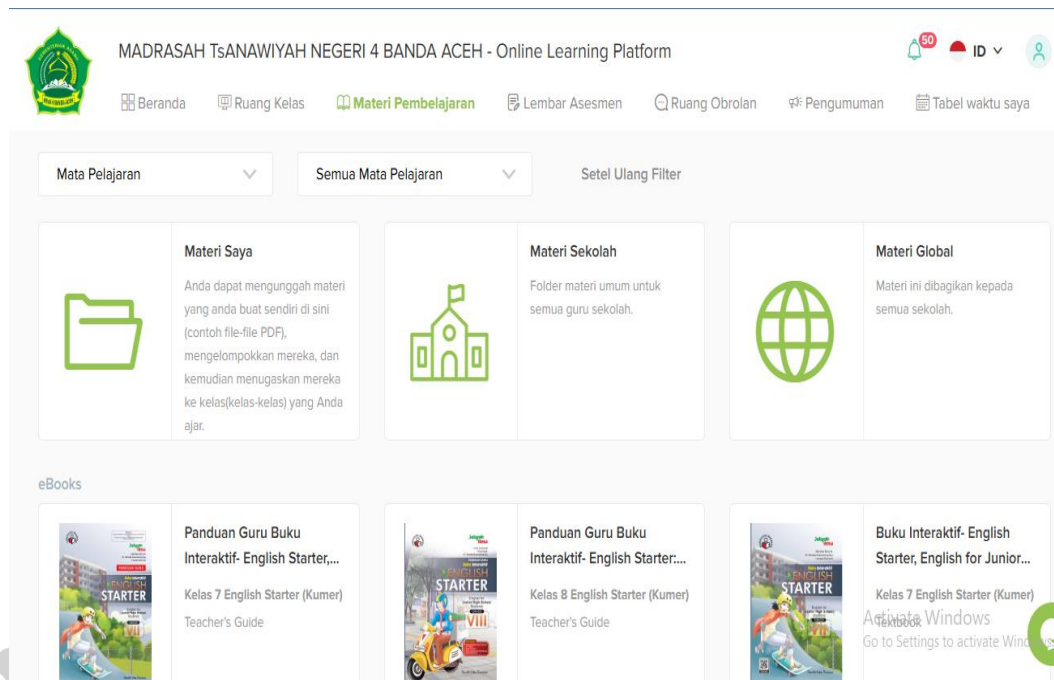 MADRASAH TsANAWIYAH NEGERI 4 BANDA ACEH - Online Learning Platform
50
ID
Beranda
Ruang Kelas
Materi Pembelajaran
Lembar Asesmen
Ruang Obrolan
Pengumuman
Tabel waktu saya
Mata Pelajaran
Semua Mata Pelajaran
Setel Ulang Filter
Materi Saya
Anda dapat mengunggah materi
yang anda buat sendiri di sini
(contoh file-file PDF),
mengelompokkan mereka, dan
kemudian menugaskan mereka
ke kelas(kelas-kelas) yang Anda
ajar.
Materi Sekolah
Folder materi umum untuk
semua guru sekolah.
Materi Global
Materi ini dibagikan kepada
semua sekolah.
eBooks
ENGLISH
STARTER
VII
Panduan Guru Buku
Interaktif- English Starter,...
Kelas 7 English Starter (Kumer)
Teacher's Guide
ENGLISH
STARTER
VIII
Panduan Guru Buku
Interaktif- English Starter:...
Kelas 8 English Starter (Kumer)
Teacher's Guide
ENGLISH
STARTER
VII
Buku Interaktif- English
Starter, English for Junior...
Kelas 7 English Starter (Kumer)
Textbook
Activate Windows
Go to Settings to activate Windows.